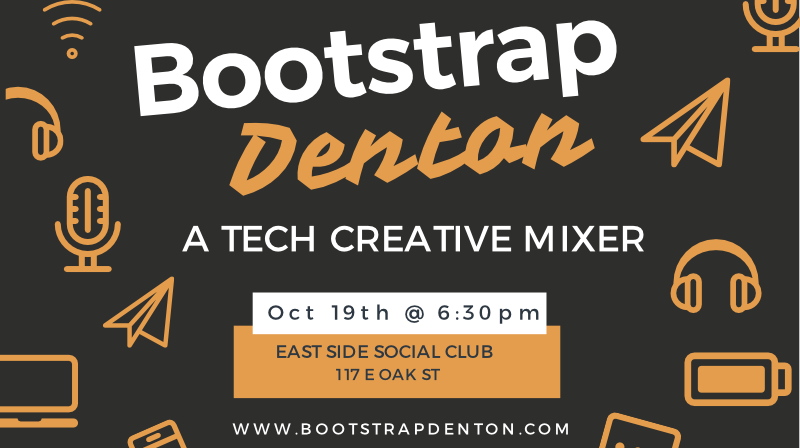 Bootstrap
Denton
A TECH CREATIVE MIXER
Oct 19th @ 6:30pm
EAST SIDE SOCIAL CLUB
117 E OAK ST
WWW.BOOTSTRAPDENTON.COM